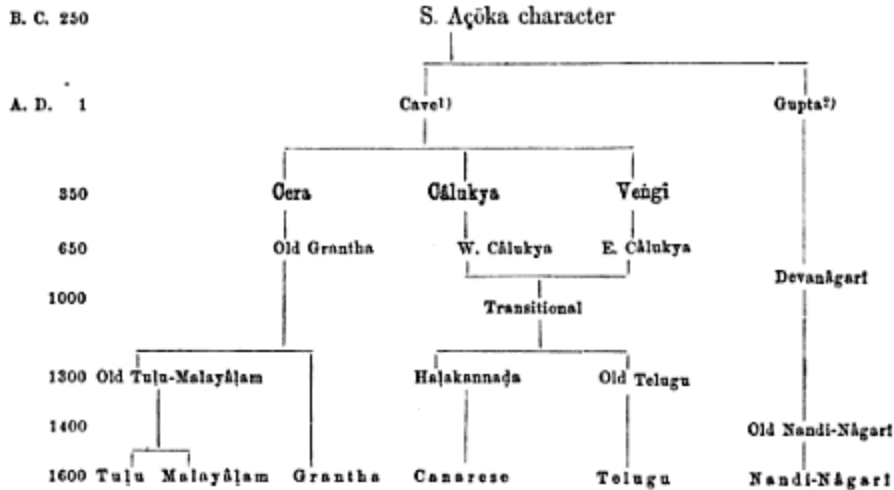 B. C. 250 S. Açōka character
A. D. 1 Cave1) Gupta2)
350 Cera Câlukya Veṅgî
650 Old Grantha W. Câlukya E. Câlukya
Devanâgarî
1000 Transitional
1300 Old Tuḷu-Malayâḷam Haḷakannaḍa Old Telugu
1400 Old Nandi-Nâgarî
1600 Tuḷu Malayâḷam Grantha Canarese Telugu Nandi-Nâgarî